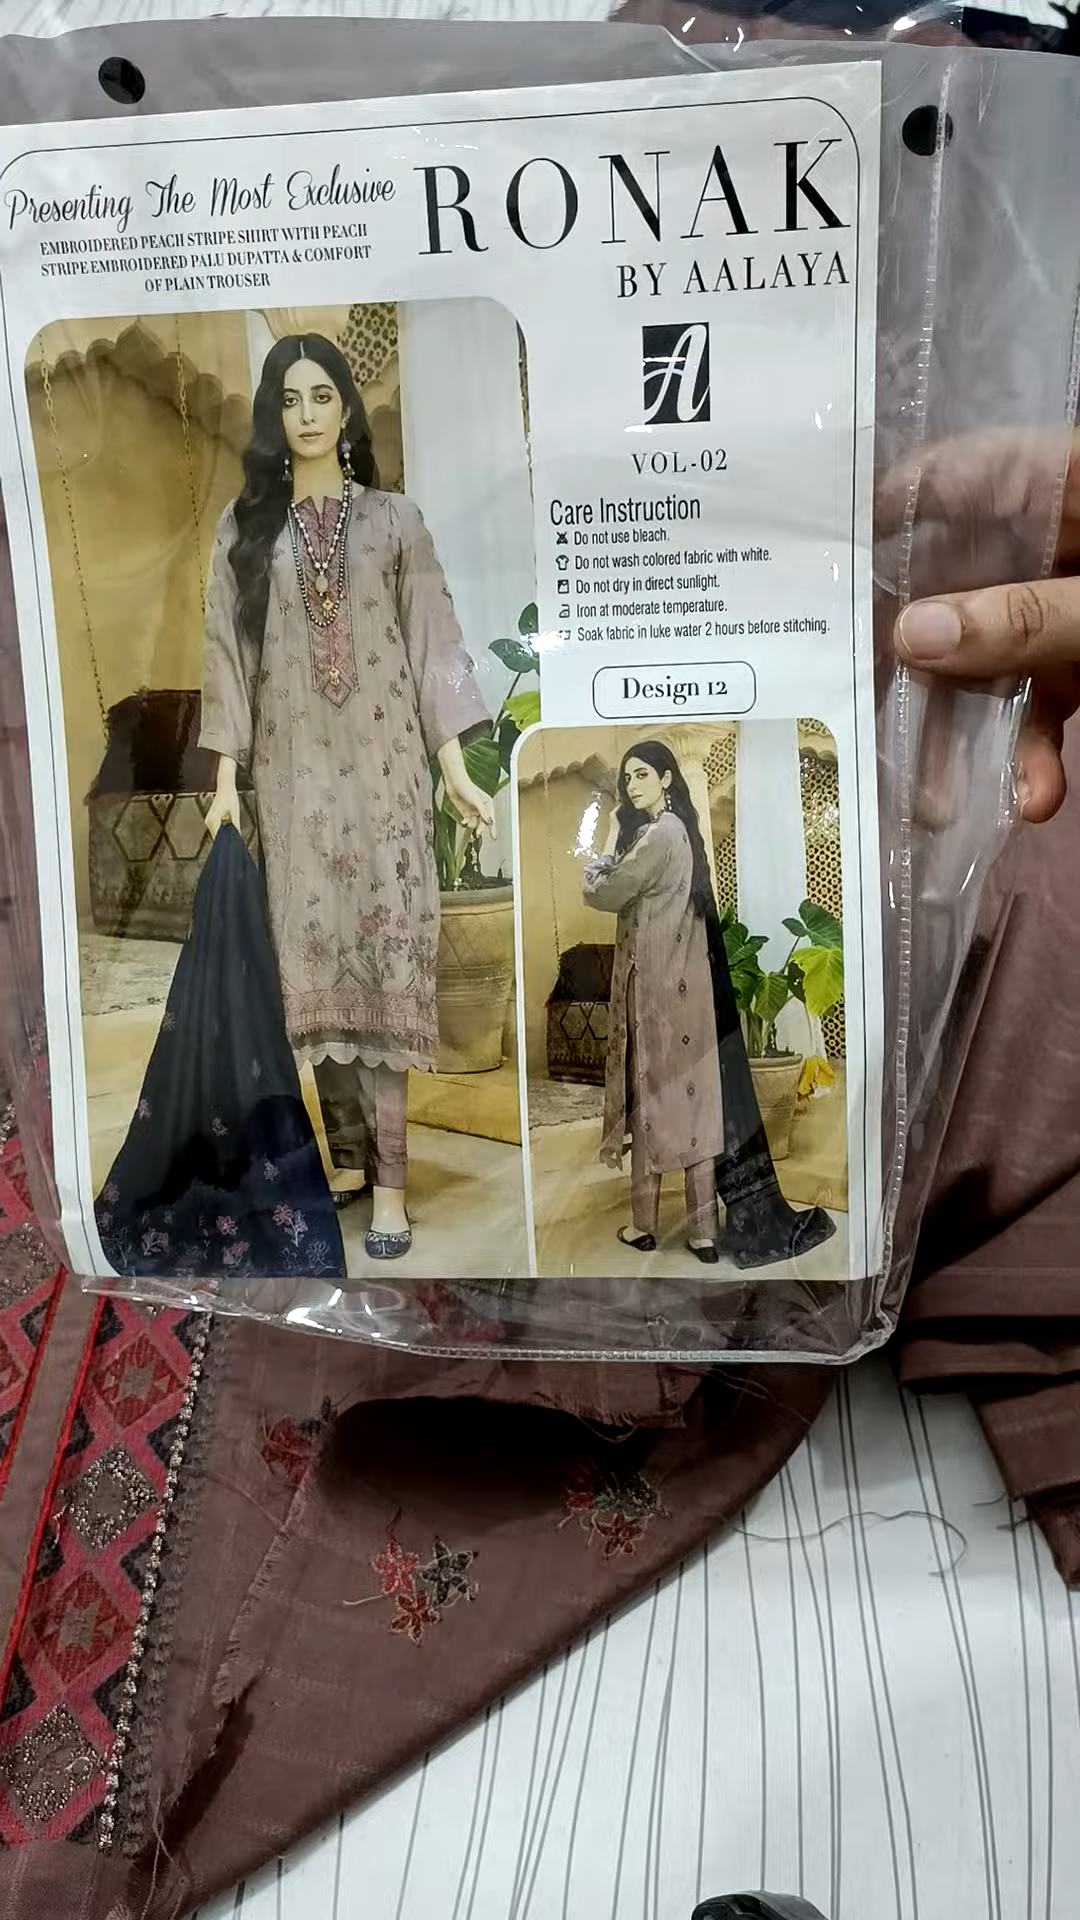 Presenting The Most Exclusive
EMBROIDERED PEACH STRIPE SHIRT WITH PEACH
STRIPE EMBROIDERED PALU DUPATTA & COMFORT
OF PLAIN TROUSER
RONAK
BY AALAYA
A
VOL-02
Care Instruction
Do not use bleach.
Do not wash colored fabric with white.
Do not dry in direct sunlight.
Iron at moderate temperature.
Soak fabric in luke water 2 hours before stitching.
Design 12